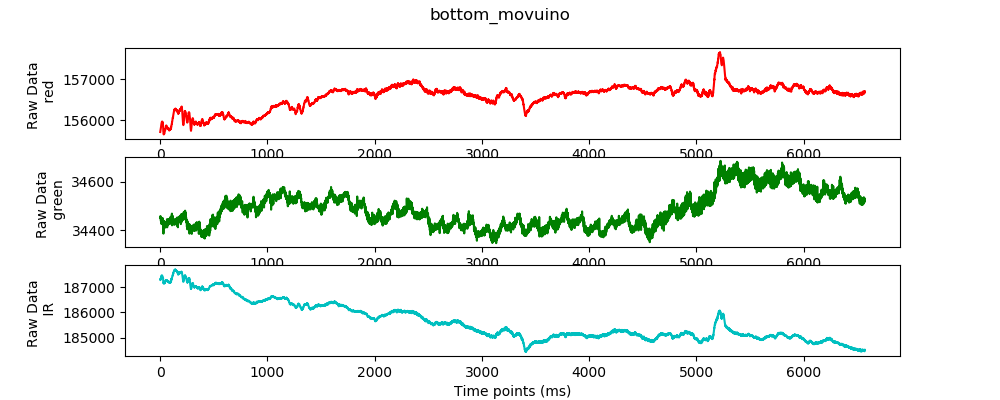 bottom_movuino
Raw Data
red
157000
156000
0 1000 2000 3000 4000 5000 6000
Raw Data
green
34600
34400
0 1000 2000 3000 4000 5000 6000
Raw Data
IR
187000
186000
185000
0 1000 2000 3000 4000 5000 6000
Time points (ms)